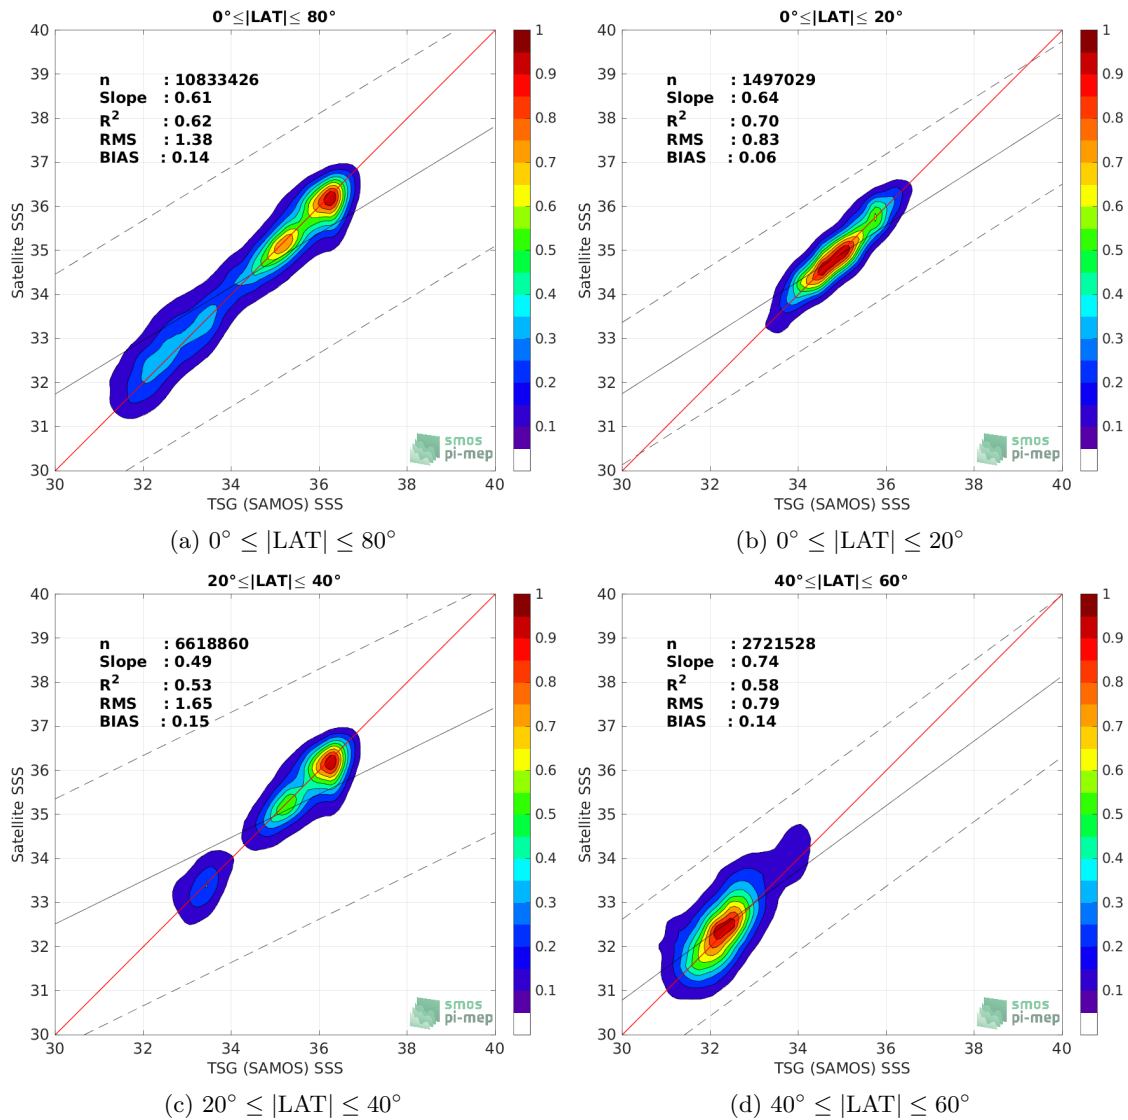 0°≤|LAT|≤ 80°
40
39
38
37
36
35
34
33
32
31
30
Satellite SSS
n : 10833426
Slope : 0.61
R² : 0.62
RMS : 1.38
BIAS : 0.14
smos
pi-mep
30 32 34 36 38 40
TSG (SAMOS) SSS
1
0.9
0.8
0.7
0.6
0.5
0.4
0.3
0.2
0.1
(a) 0° ≤ |LAT| ≤ 80°
0°≤|LAT|≤ 20°
40
39
38
37
36
35
34
33
32
31
30
Satellite SSS
n : 1497029
Slope : 0.64
R² : 0.70
RMS : 0.83
BIAS : 0.06
smos
pi-mep
30 32 34 36 38 40
TSG (SAMOS) SSS
1
0.9
0.8
0.7
0.6
0.5
0.4
0.3
0.2
0.1
(b) 0° ≤ |LAT| ≤ 20°
20°≤|LAT|≤ 40°
40
39
38
37
36
35
34
33
32
31
30
Satellite SSS
n : 6618860
Slope : 0.49
R² : 0.53
RMS : 1.65
BIAS : 0.15
smos
pi-mep
30 32 34 36 38 40
TSG (SAMOS) SSS
1
0.9
0.8
0.7
0.6
0.5
0.4
0.3
0.2
0.1
(c) 20° ≤ |LAT| ≤ 40°
40°≤|LAT|≤ 60°
40
39
38
37
36
35
34
33
32
31
30
Satellite SSS
n : 2721528
Slope : 0.74
R² : 0.58
RMS : 0.79
BIAS : 0.14
smos
pi-mep
30 32 34 36 38 40
TSG (SAMOS) SSS
1
0.9
0.8
0.7
0.6
0.5
0.4
0.3
0.2
0.1
(d) 40° ≤ |LAT| ≤ 60°